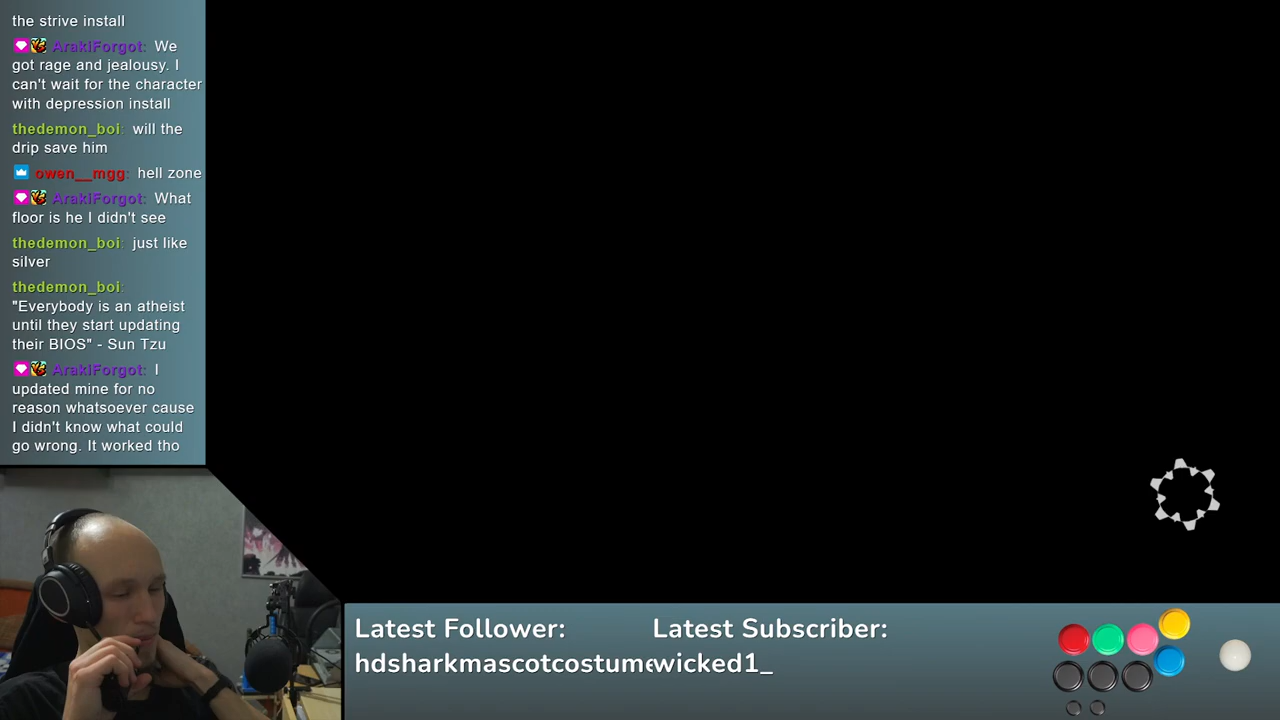 the strive install
ArakiForgot: We
got rage and jealousy. I
can't wait for the character
with depression install
thedemon_boi: will the
drip save him
owen__mgg: hell zone
ArakiForgot: What
floor is he I didn't see
thedemon_boi: just like
silver
thedemon_boi:
"Everybody is an atheist
until they start updating
their BIOS" - Sun Tzu
ArakiForgot: I
updated mine for no
reason whatsoever cause
I didn't know what could
go wrong. It worked tho
Latest Follower:
hdsharkmascotcostume
Latest Subscriber:
wicked1_